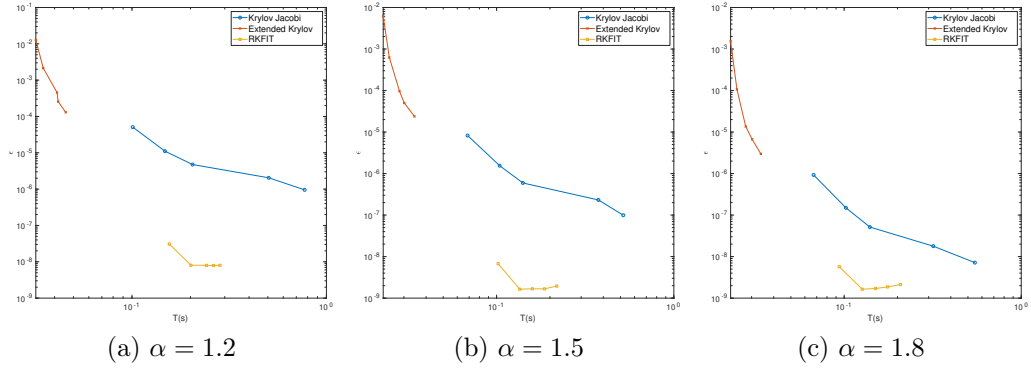 10^-1
10^-2
10^-3
10^-4
10^-5
10^-6
10^-7
10^-8
10^-9
ϵ
10^-1
10^0
T(s)
Krylov Jacobi
Extended Krylov
RKFIT
(a) α = 1.2
10^-2
10^-3
10^-4
10^-5
10^-6
10^-7
10^-8
10^-9
ϵ
10^-1
10^0
T(s)
Krylov Jacobi
Extended Krylov
RKFIT
(b) α = 1.5
10^-2
10^-3
10^-4
10^-5
10^-6
10^-7
10^-8
10^-9
ϵ
10^-1
10^0
T(s)
Krylov Jacobi
Extended Krylov
RKFIT
(c) α = 1.8